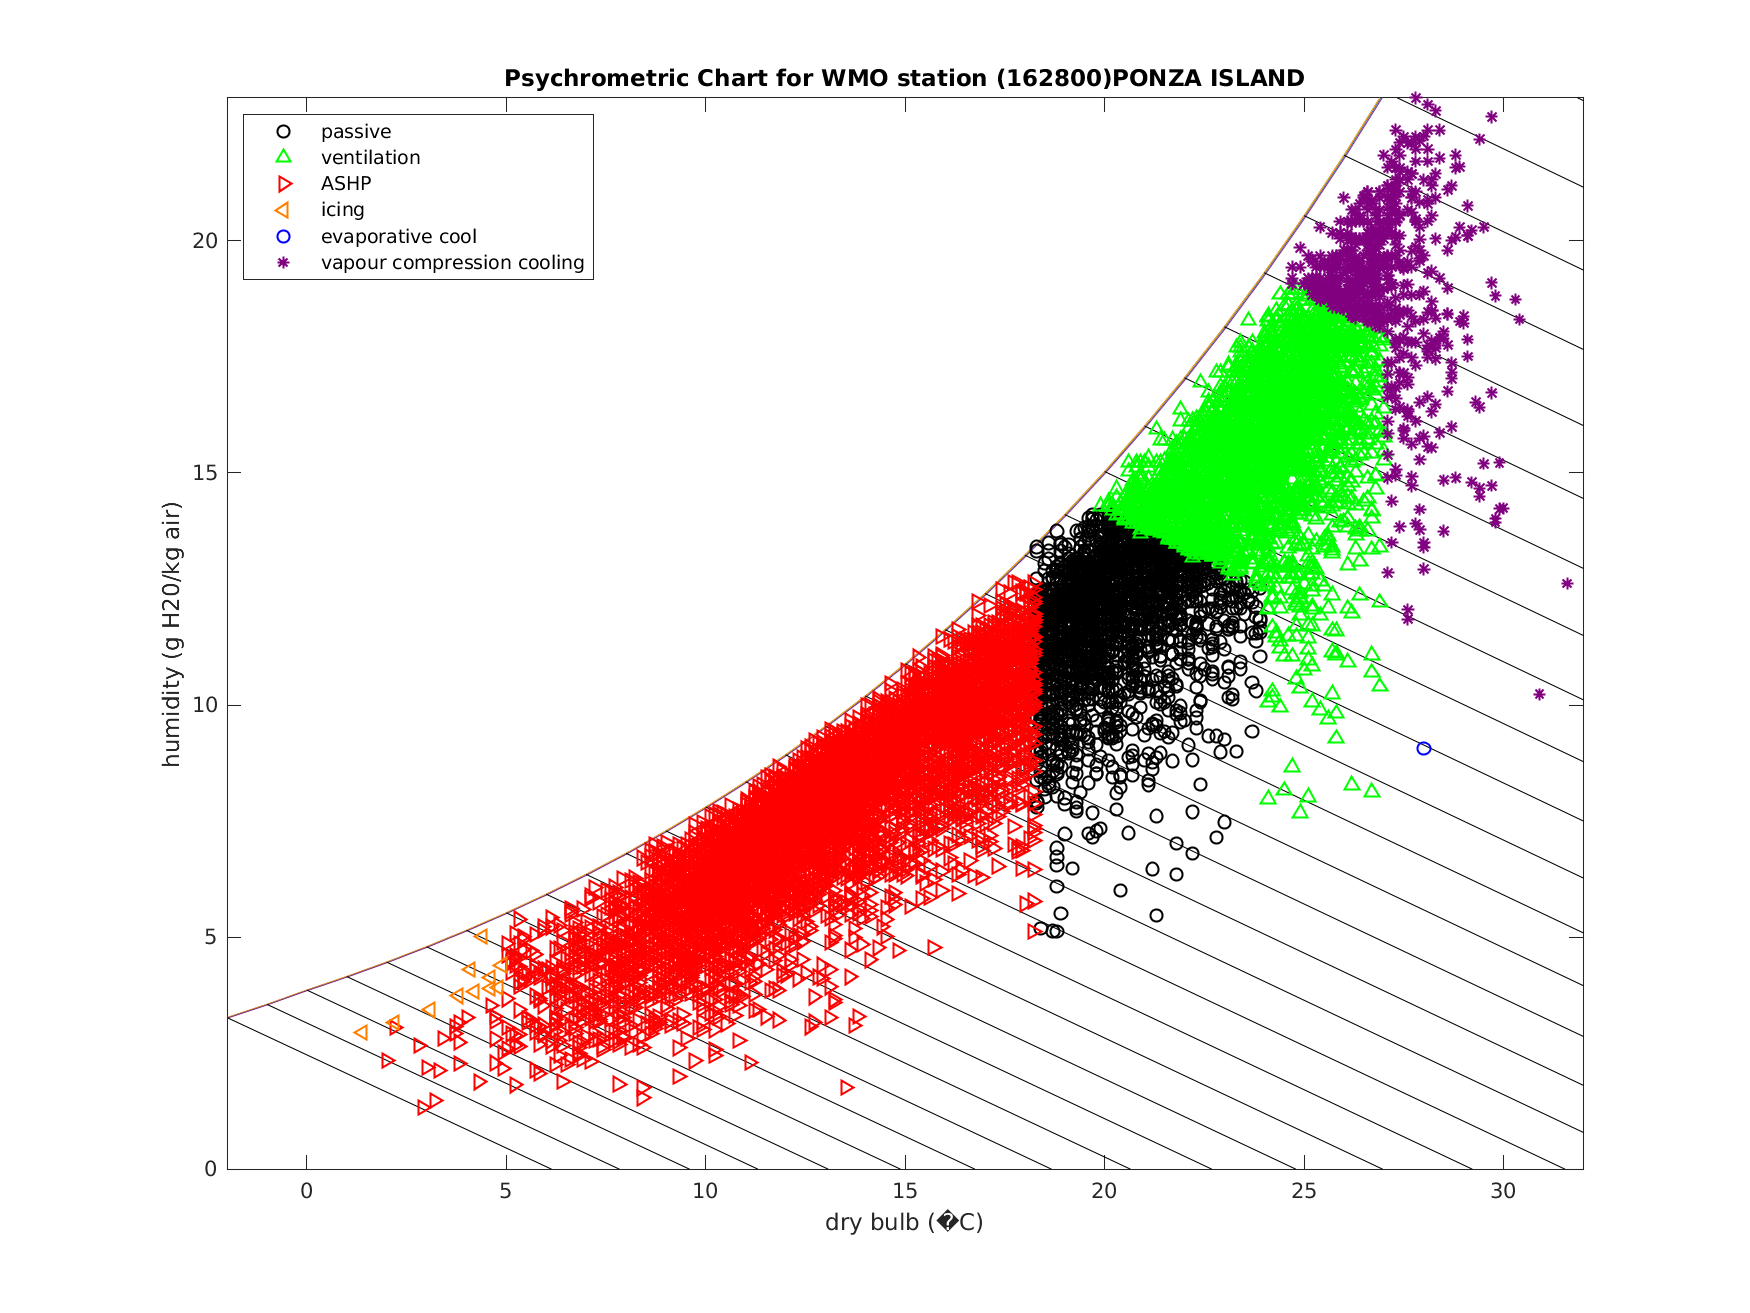 Psychrometric Chart for WMO station (162800)PONZA ISLAND
passive
ventilation
ASHP
icing
evaporative cool
vapour compression cooling
humidity (g H20/kg air)
20
15
10
5
0
0 5 10 15 20 25 30
dry bulb (�C)